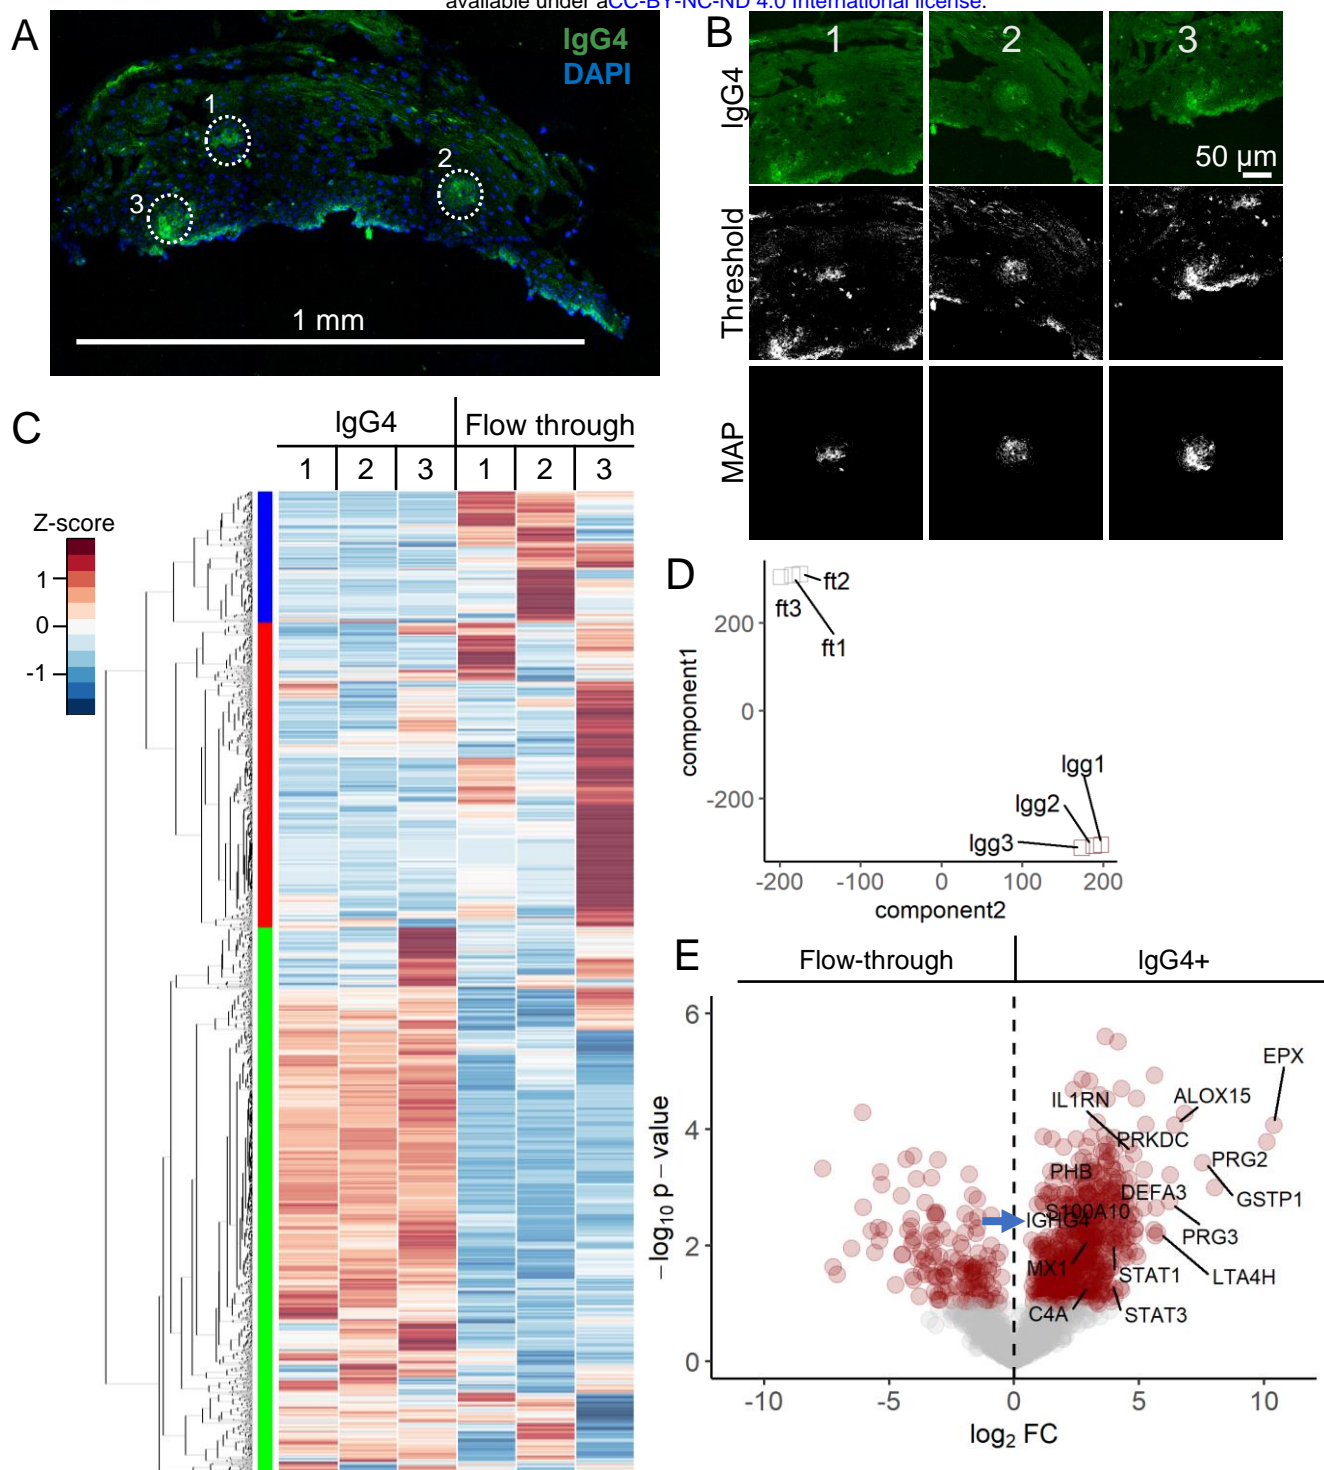 available under aCC-BY-NC-ND 4.0 International license.
A
IgG4
DAPI
1
2
3
1 mm
B
1
2
3
IgG4
50 µm
Threshold
MAP
C
IgG4
Flow through
1
2
3
1
2
3
Z-score
1
0
-1
D
component1
200
0
-200
ft2
ft3
ft1
Igg1
Igg2
Igg3
-200
-100
0
100
200
component2
E
Flow-through
IgG4+
− log10 p − value
6
4
2
0
EPX
ALOX15
IL1RN
PRKDC
PRG2
PHB
GSTP1
DEFA3
S100A10
IGHG4
PRG3
MX1
STAT1
LTA4H
C4A
STAT3
-10
-5
0
5
10
log2 FC